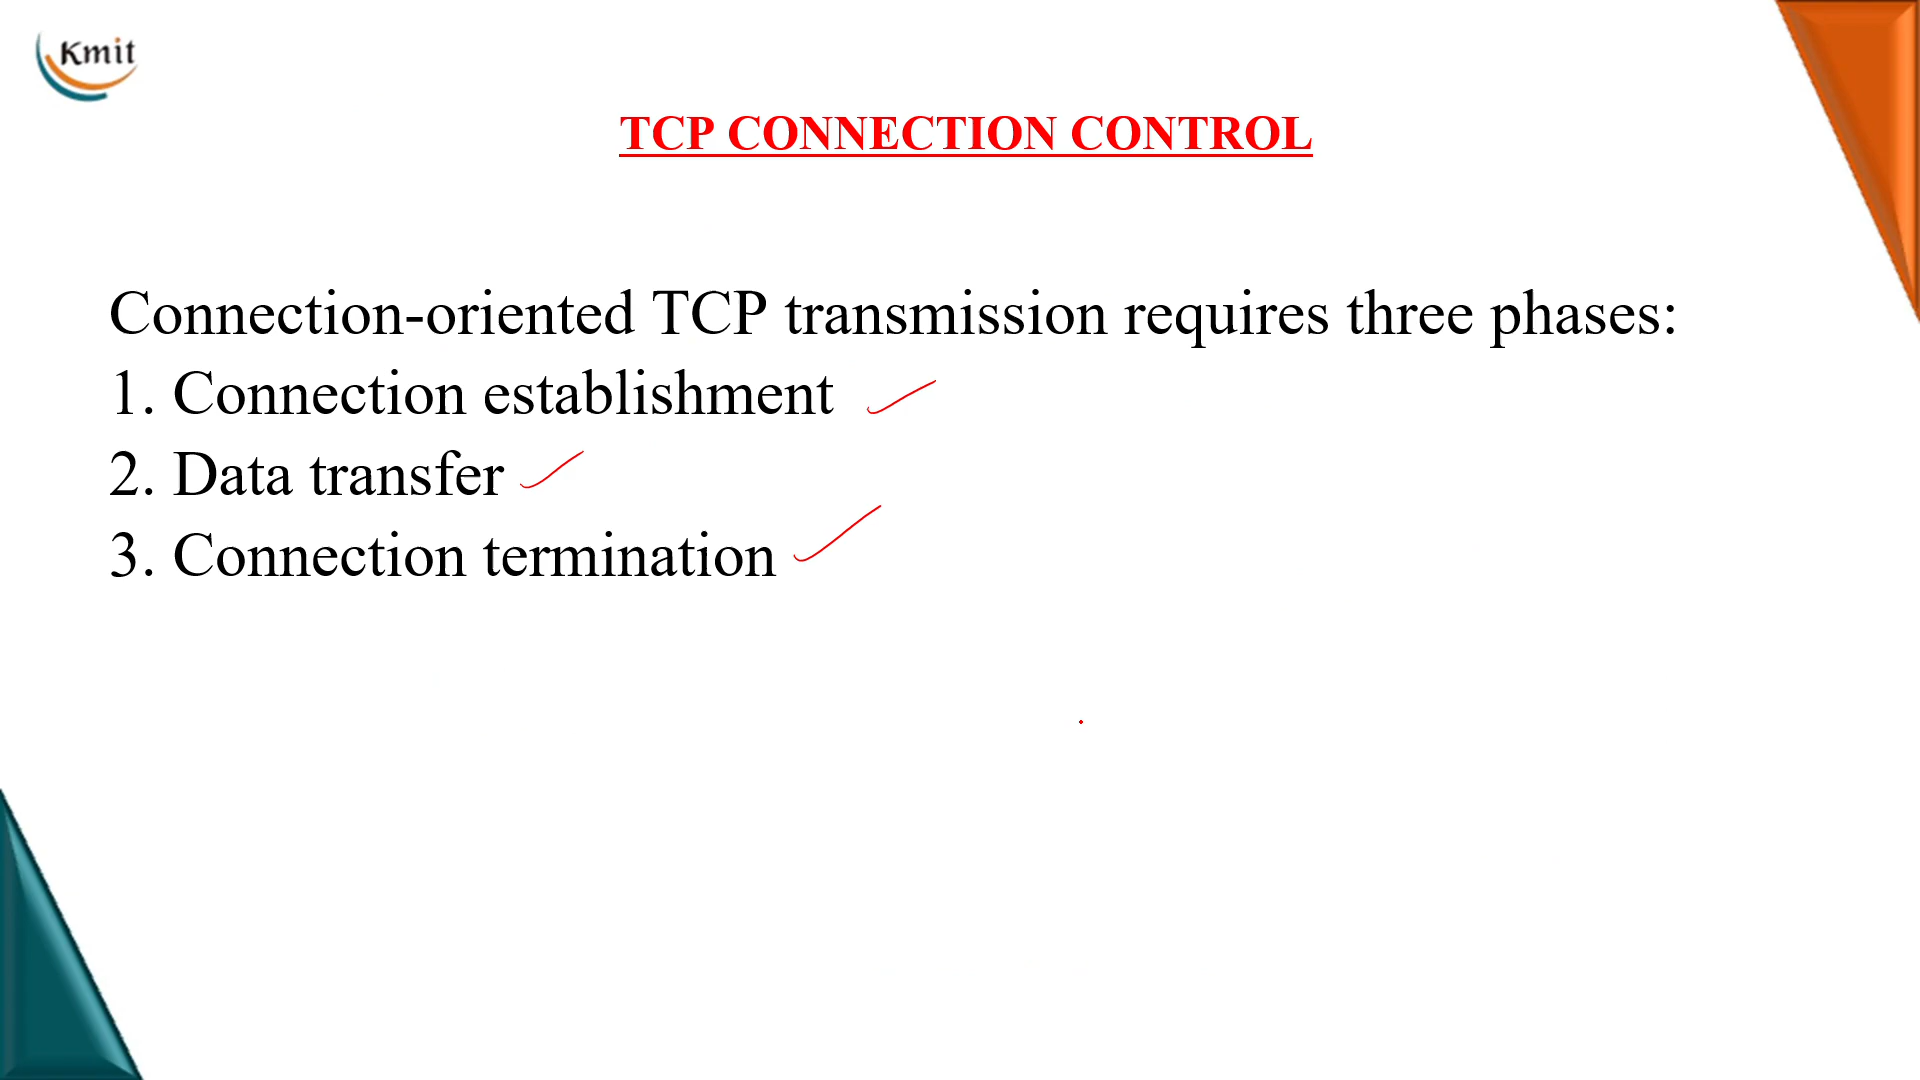 Kmit
TCP CONNECTION CONTROL
Connection-oriented TCP transmission requires three phases:
1. Connection establishment
2. Data transfer
3. Connection termination